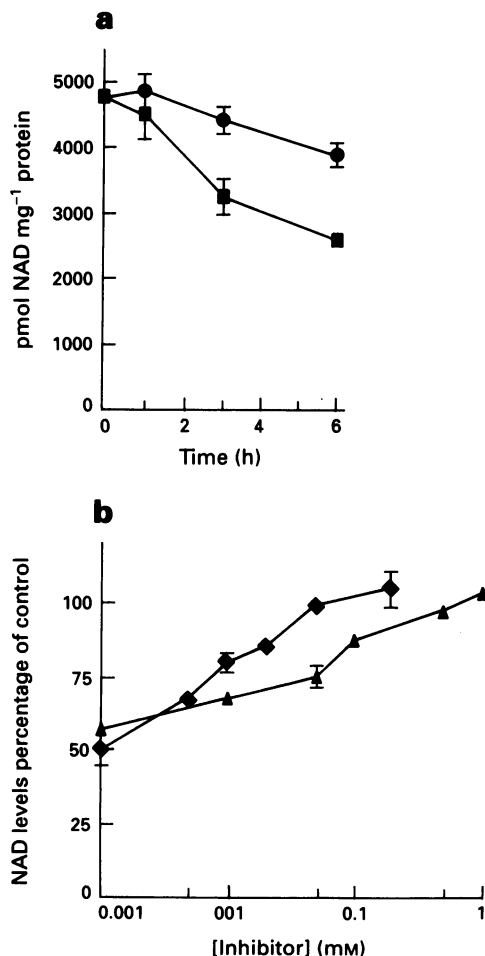 a
pmol NAD mg⁻¹ protein
5000
4000
3000
2000
1000
0
0 2 4 6
Time (h)
b
NAD levels percentage of control
100
75
50
25
0
0.001 001 0.1 1
[Inhibitor] (mM)